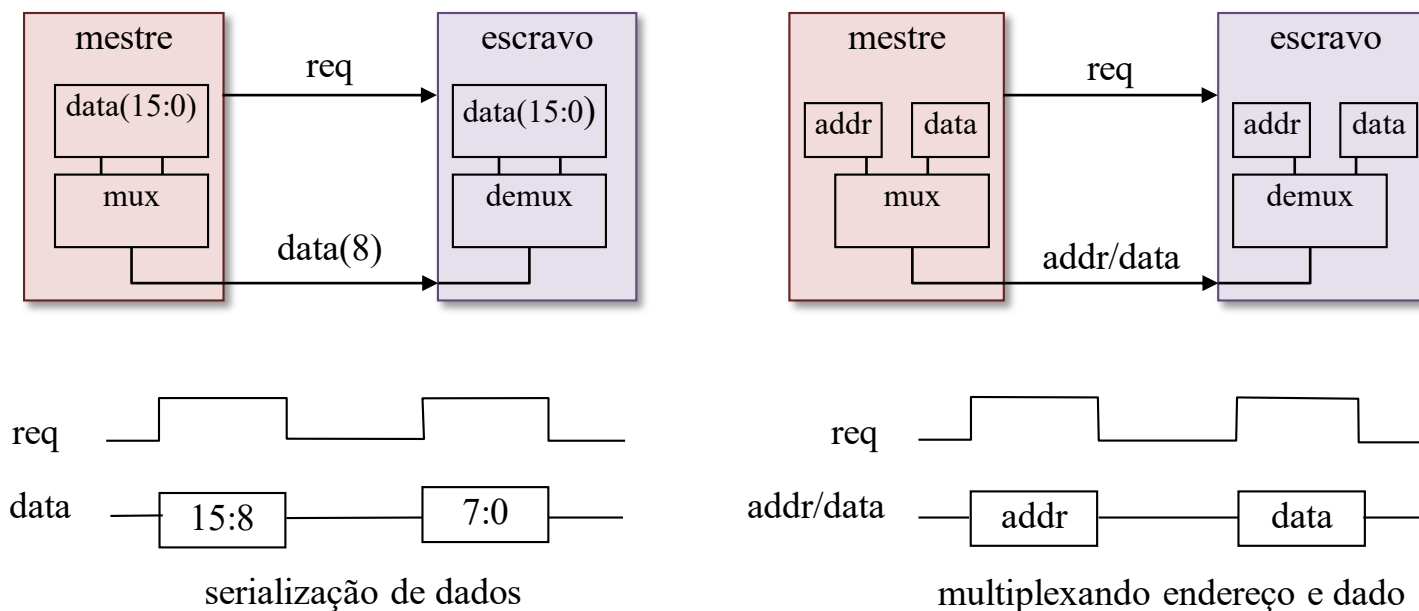 mestre
escravo
req
data(15:0)
data(15:0)
mux
demux
data(8)
req
data
15:8
7:0
serialização de dados
mestre
escravo
req
addr
data
addr
data
mux
demux
addr/data
req
addr/data
addr
data
multiplexando endereço e dado